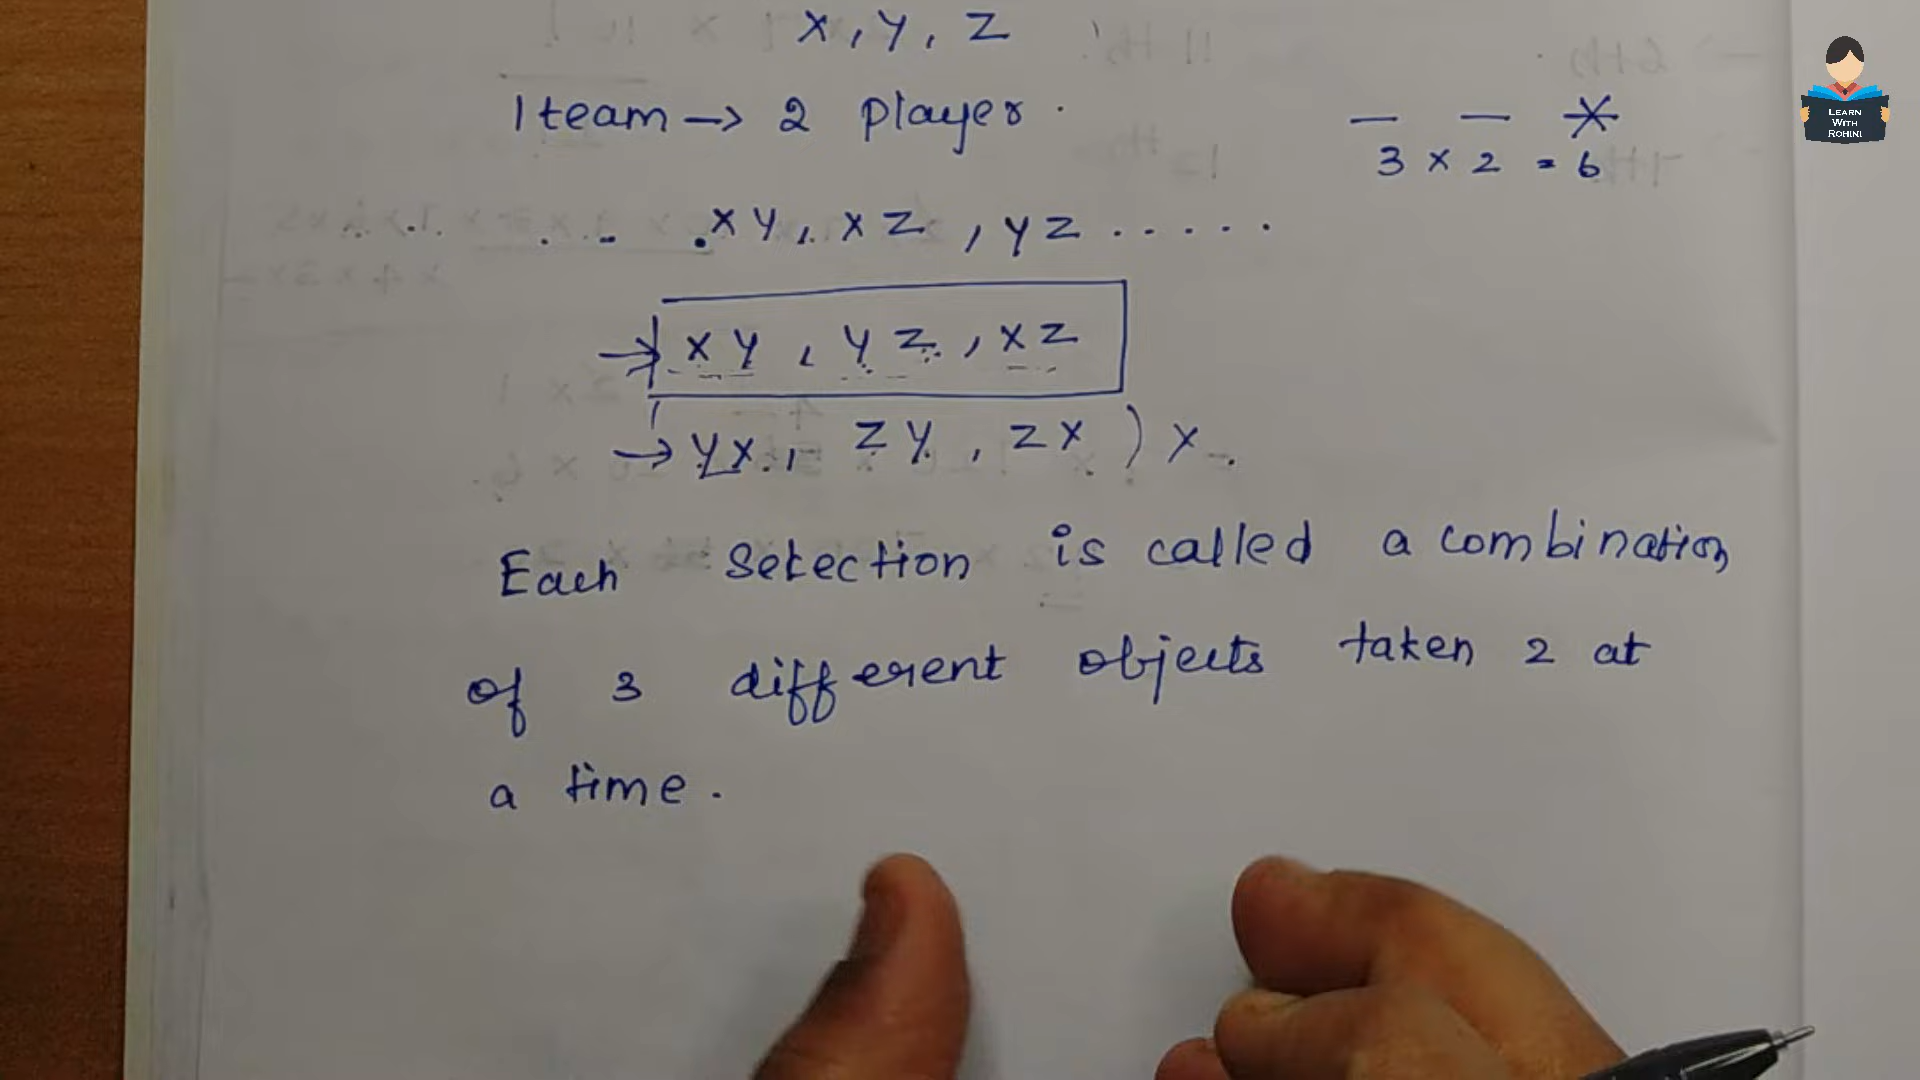 X, Y, Z
1 team → 2 player.
_ _ X
3 x 2 = 6
XY, XZ, YZ.....
→ XY, YZ, XZ
→ (YX, ZY, ZX) X
Each Selection is called a combination
of 3 different objects taken 2 at
a time.
LEARN
WITH
ROHINI